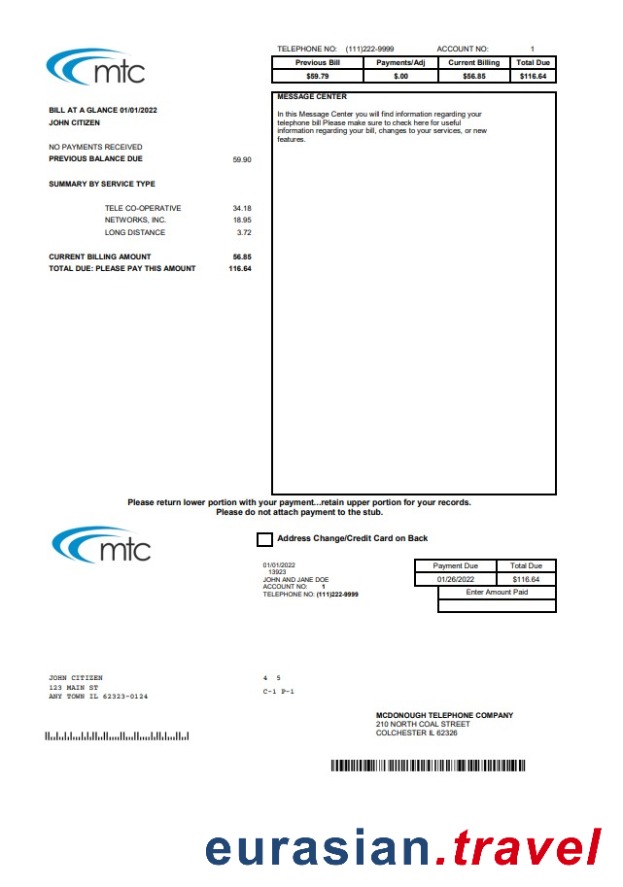 mtc
TELEPHONE NO: (111)222-9999 ACCOUNT NO: 1
Previous Bill Payments/Adj Current Billing Total Due
$59.79 $.00 $56.85 $116.64
BILL AT A GLANCE 01/01/2022
JOHN CITIZEN
NO PAYMENTS RECEIVED
PREVIOUS BALANCE DUE 59.90
SUMMARY BY SERVICE TYPE
TELE CO-OPERATIVE 34.18
NETWORKS, INC. 18.95
LONG DISTANCE 3.72
CURRENT BILLING AMOUNT 56.85
TOTAL DUE: PLEASE PAY THIS AMOUNT 116.64
MESSAGE CENTER
In this Message Center you will find information regarding your
telephone bill Please make sure to check here for useful
information regarding your bill, changes to your services, or new
features.
Please return lower portion with your payment...retain upper portion for your records.
Please do not attach payment to the stub.
mtc
Address Change/Credit Card on Back
01/01/2022
13923
JOHN AND JANE DOE
ACCOUNT NO: 1
TELEPHONE NO: (111)222-9999
Payment Due Total Due
01/26/2022 $116.64
Enter Amount Paid
JOHN CITIZEN
123 MAIN ST
ANY TOWN IL 62323-0124
4 5
C-1 P-1
MCDONOUGH TELEPHONE COMPANY
210 NORTH COAL STREET
COLCHESTER IL 62326
eurasian.travel